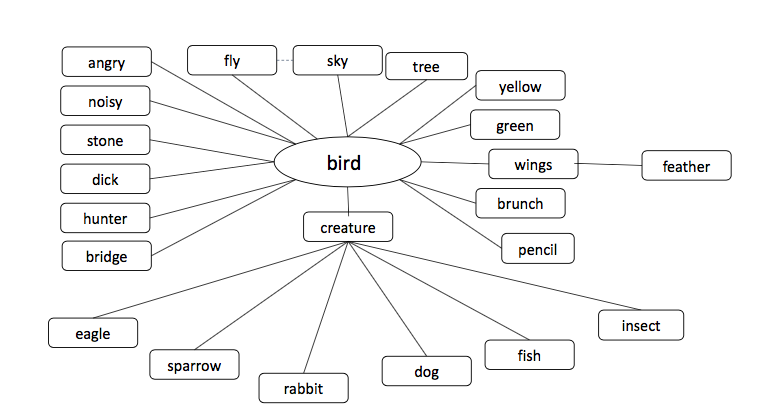 angry
fly
sky
tree
yellow
noisy
green
stone
bird
wings
feather
dick
brunch
hunter
creature
pencil
bridge
eagle
insect
sparrow
fish
rabbit
dog